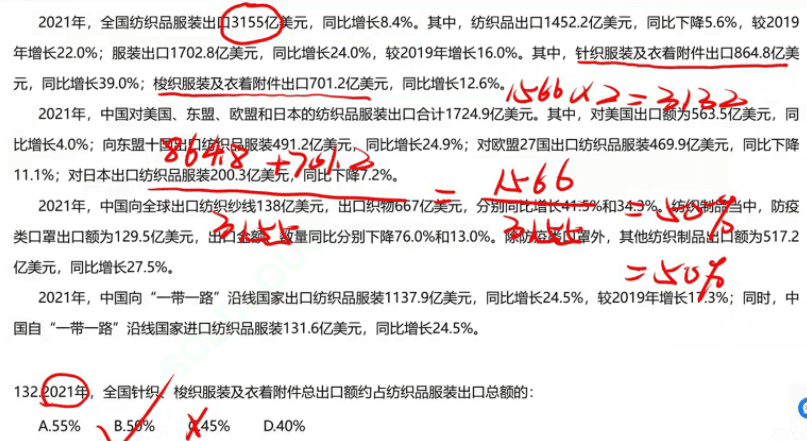 2021年，全国纺织品服装出口3155亿美元，同比增长8.4%。其中，纺织品出口1452.2亿美元，同比下降5.6%，较2019
年增长22.0%；服装出口1702.8亿美元，同比增长24.0%，较2019年增长16.0%。其中，针织服装及衣着附件出口864.8亿美
元，同比增长39.0%；梭织服装及衣着附件出口701.2亿美元，同比增长12.6%。
1566×2=3132
2021年，中国对美国、东盟、欧盟和日本的纺织品服装出口合计1724.9亿美元。其中，对美国出口额为563.5亿美元，同
比增长4.0%；向东盟十国出口纺织品服装491.2亿美元，同比增长24.9%；对欧盟27国出口纺织品服装469.9亿美元，同比下降
864.8+701.2
11.1%；对日本出口纺织品服装200.3亿美元，同比下降7.2%。
= 1566
2021年，中国向全球出口纺织纱线138亿美元，出口织物667亿美元，分别同比增长41.5%和34.3%。纺织制品当中，防疫
=50%
类口罩出口额为129.5亿美元，出口金额、数量同比分别下降76.0%和13.0%。除防疫类口罩外，其他纺织制品出口额为517.2
3155
3155
亿美元，同比增长27.5%。
=50%
2021年，中国向“一带一路”沿线国家出口纺织品服装1137.9亿美元，同比增长24.5%，较2019年增长17.3%；同时，中
国自“一带一路”沿线国家进口纺织品服装131.6亿美元，同比增长24.5%。
132.2021年，全国针织、梭织服装及衣着附件总出口额约占纺织品服装出口总额的：
A.55% B.50% C.45% D.40%